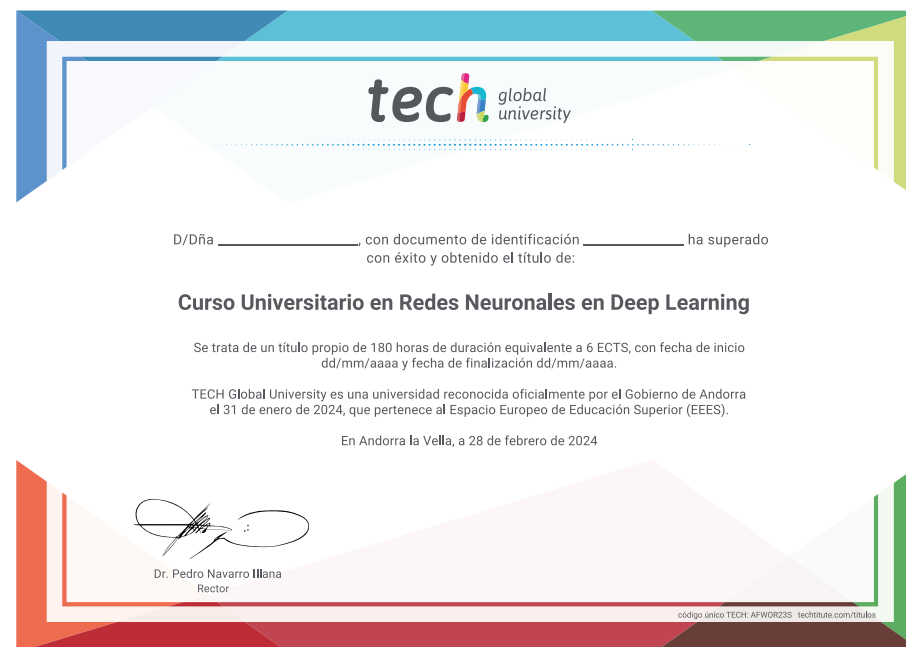 tech global university
D/Dña ____________________, con documento de identificación ______________ ha superado
con éxito y obtenido el título de:
Curso Universitario en Redes Neuronales en Deep Learning
Se trata de un título propio de 180 horas de duración equivalente a 6 ECTS, con fecha de inicio
dd/mm/aaaa y fecha de finalización dd/mm/aaaa.
TECH Global University es una universidad reconocida oficialmente por el Gobierno de Andorra
el 31 de enero de 2024, que pertenece al Espacio Europeo de Educación Superior (EEES).
En Andorra la Vella, a 28 de febrero de 2024
Dr. Pedro Navarro Illana
Rector
código único TECH: AFWOR23S techtitute.com/titulos